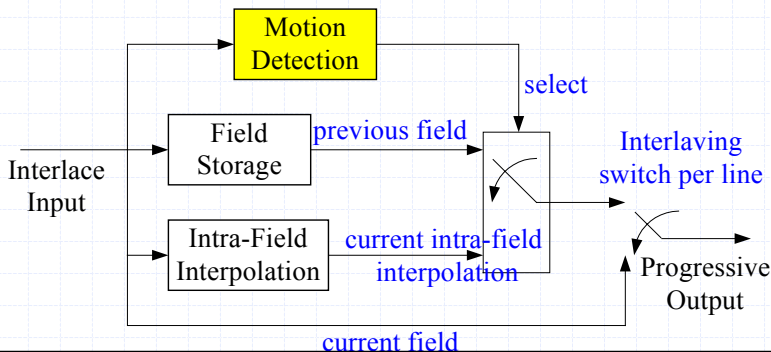 Motion
Detection
select
Field
Storage
previous field
Interlaving
switch per line
Interlace
Input
Intra-Field
Interpolation
current intra-field
interpolation
Progressive
Output
current field